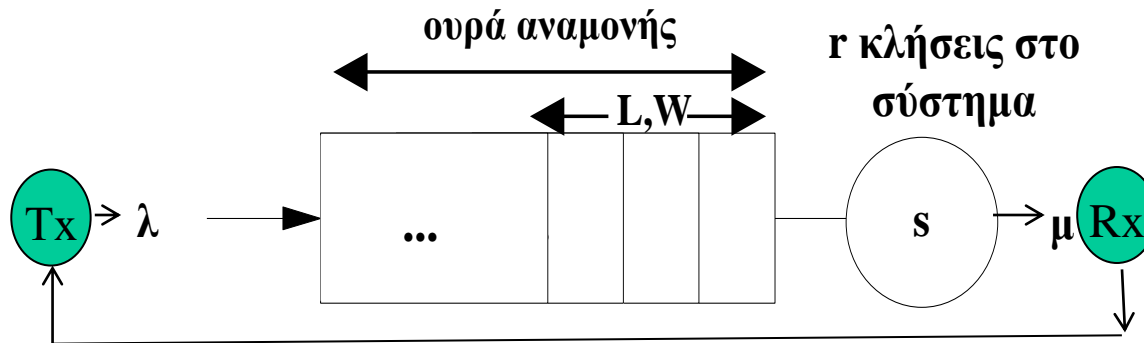 ουρά αναμονής
r κλήσεις στο
σύστημα
L,W
Tx
λ
...
s
μ
Rx